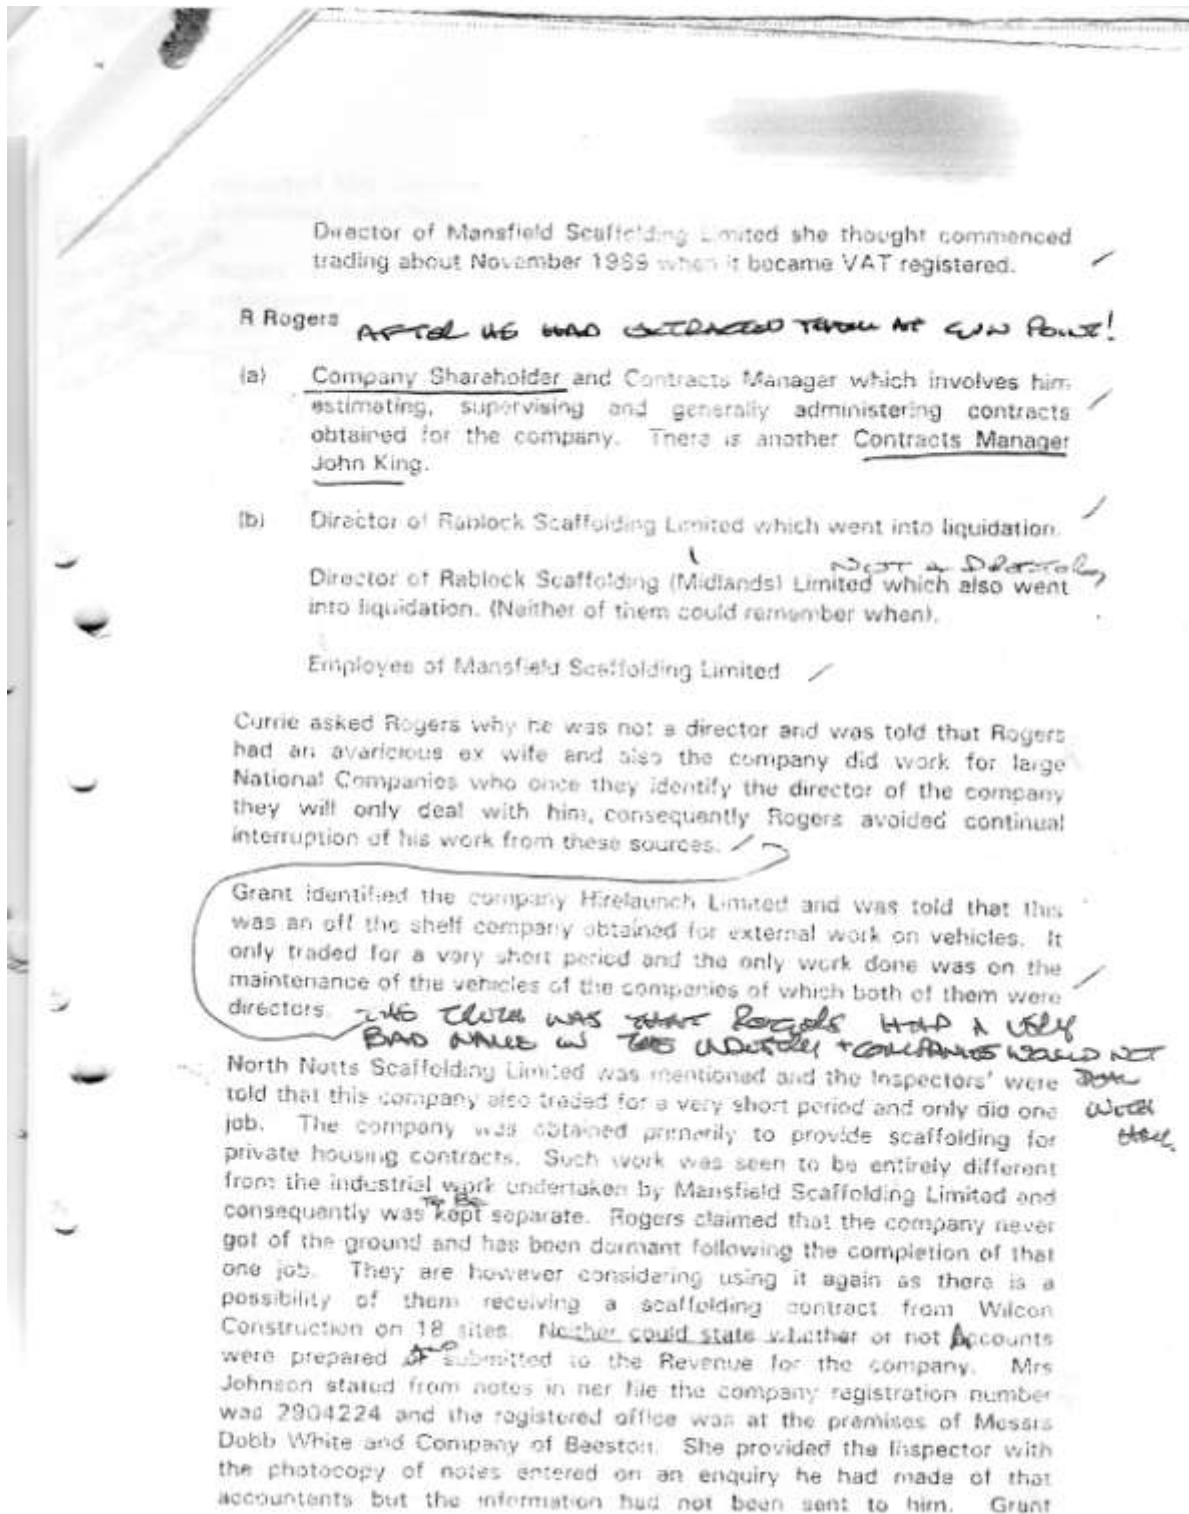 Director of Mansfield Scaffolding Limited she thought commenced
trading about November 1989 when it became VAT registered.
R Rogers AFTER HE HAD EXTRACTED THEM AT GUN POINT!
(a) Company Shareholder and Contracts Manager which involves him
estimating, supervising and generally administering contracts
obtained for the company. There is another Contracts Manager
John King.
(b) Director of Rablock Scaffolding Limited which went into liquidation.
NOT A DIRECTOR
Director of Rablock Scaffolding (Midlands) Limited which also went
into liquidation. (Neither of them could remember when).
Employee of Mansfield Scaffolding Limited
Currie asked Rogers why he was not a director and was told that Rogers
had an avaricious ex wife and also the company did work for large
National Companies who once they identify the director of the company
they will only deal with him, consequently Rogers avoided continual
interruption of his work from these sources.
Grant identified the company Hirelaunch Limited and was told that this
was an off the shelf company obtained for external work on vehicles. It
only traded for a very short period and the only work done was on the
maintenance of the vehicles of the companies of which both of them were
directors. THE TRUTH WAS THAT ROGERS HAD A VERY
BAD NAME IN THE INDUSTRY + COMPANIES WOULD NOT
DEAL
WITH
HIM.
North Notts Scaffolding Limited was mentioned and the Inspectors' were
told that this company also traded for a very short period and only did one
job. The company was obtained primarily to provide scaffolding for
private housing contracts. Such work was seen to be entirely different
from the industrial work undertaken by Mansfield Scaffolding Limited and
consequently was TO BE kept separate. Rogers claimed that the company never
got of the ground and has been dormant following the completion of that
one job. They are however considering using it again as there is a
possibility of them receiving a scaffolding contract from Wilcon
Construction on 18 sites. Neither could state whether or not Accounts
were prepared or submitted to the Revenue for the company. Mrs
Johnson stated from notes in her file the company registration number
was 2904224 and the registered office was at the premises of Messrs
Dobb White and Company of Beeston. She provided the Inspector with
the photocopy of notes entered on an enquiry he had made of that
accountants but the information had not been sent to him. Grant